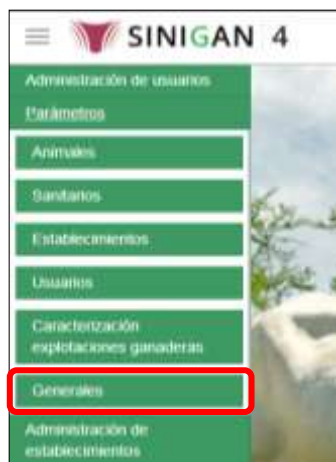 SINIGAN 4
Administración de usuarios
Parámetros
Animales
Sanitarios
Establecimientos
Usuarios
Caracterización
explotaciones ganaderas
Generales
Administración de
establecimientos